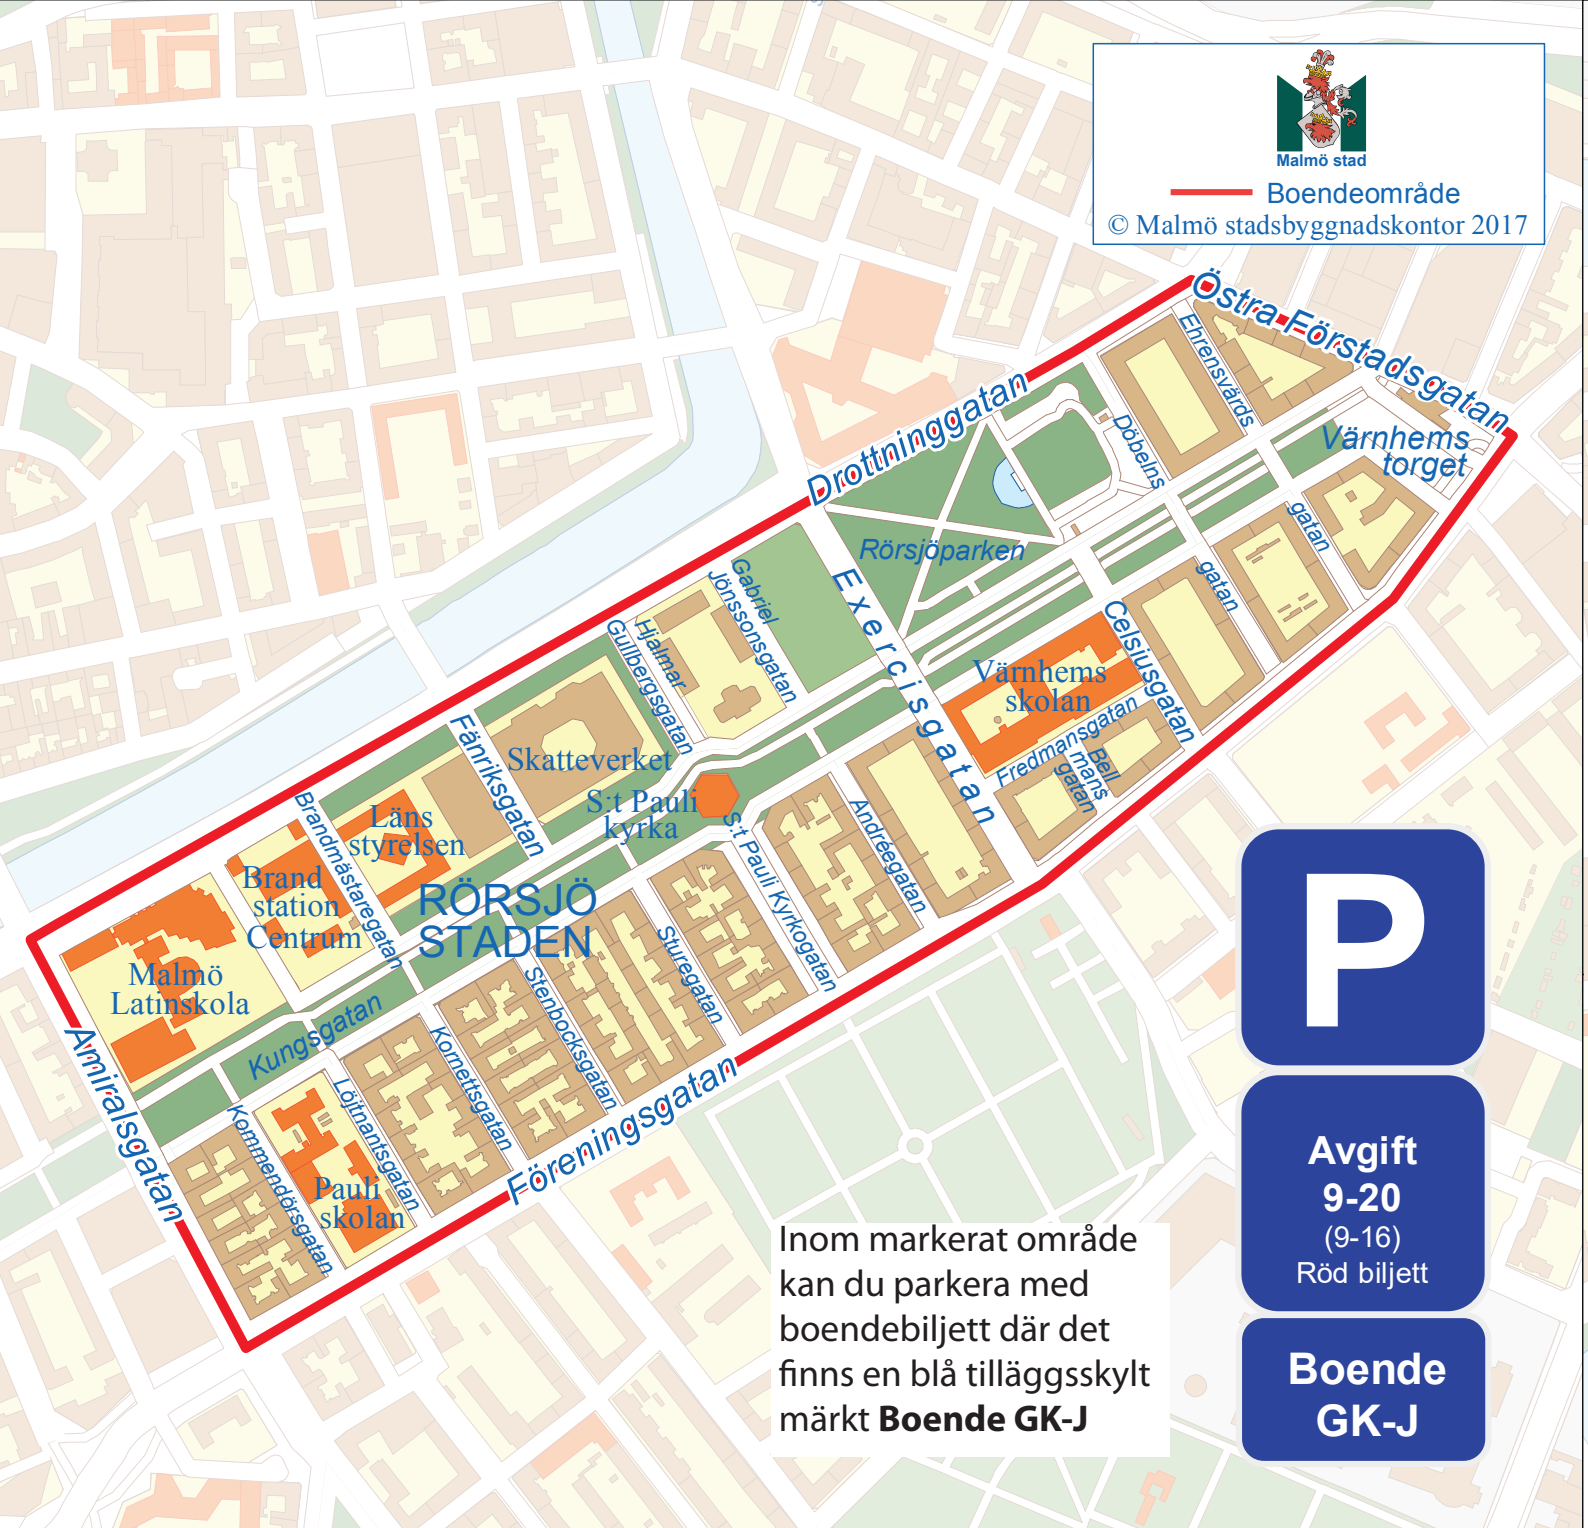 Malmö stad
Boendeområde
© Malmö stadsbyggnadskontor 2017
Östra Förstadsgatan
Ehrensvärds
gatan
Värnhems
torget
Drottninggatan
Döbelns
gatan
Rörsjöparken
Exercisgatan
Gabriel
Jönssonsgatan
Hjalmar
Gullbergsgatan
Celsiusgatan
Värnhems
skolan
Fredmansgatan
Bell
mans
gatan
Fänriksgatan
Skatteverket
S:t Pauli
kyrka
S:t Pauli Kyrkogatan
Andréegatan
Brandmästaregatan
Läns
styrelsen
Brand
station
Centrum
RÖRSJÖ
STADEN
Malmö
Latinskola
Kungsgatan
Sturegatan
Stenbocksgatan
Kornettsgatan
Löjtnantsgatan
Kommendörsgatan
Amiralsgatan
Föreningsgatan
Pauli
skolan
Inom markerat område
kan du parkera med
boendebiljett där det
finns en blå tilläggsskylt
märkt Boende GK-J
P
Avgift
9-20
(9-16)
Röd biljett
Boende
GK-J